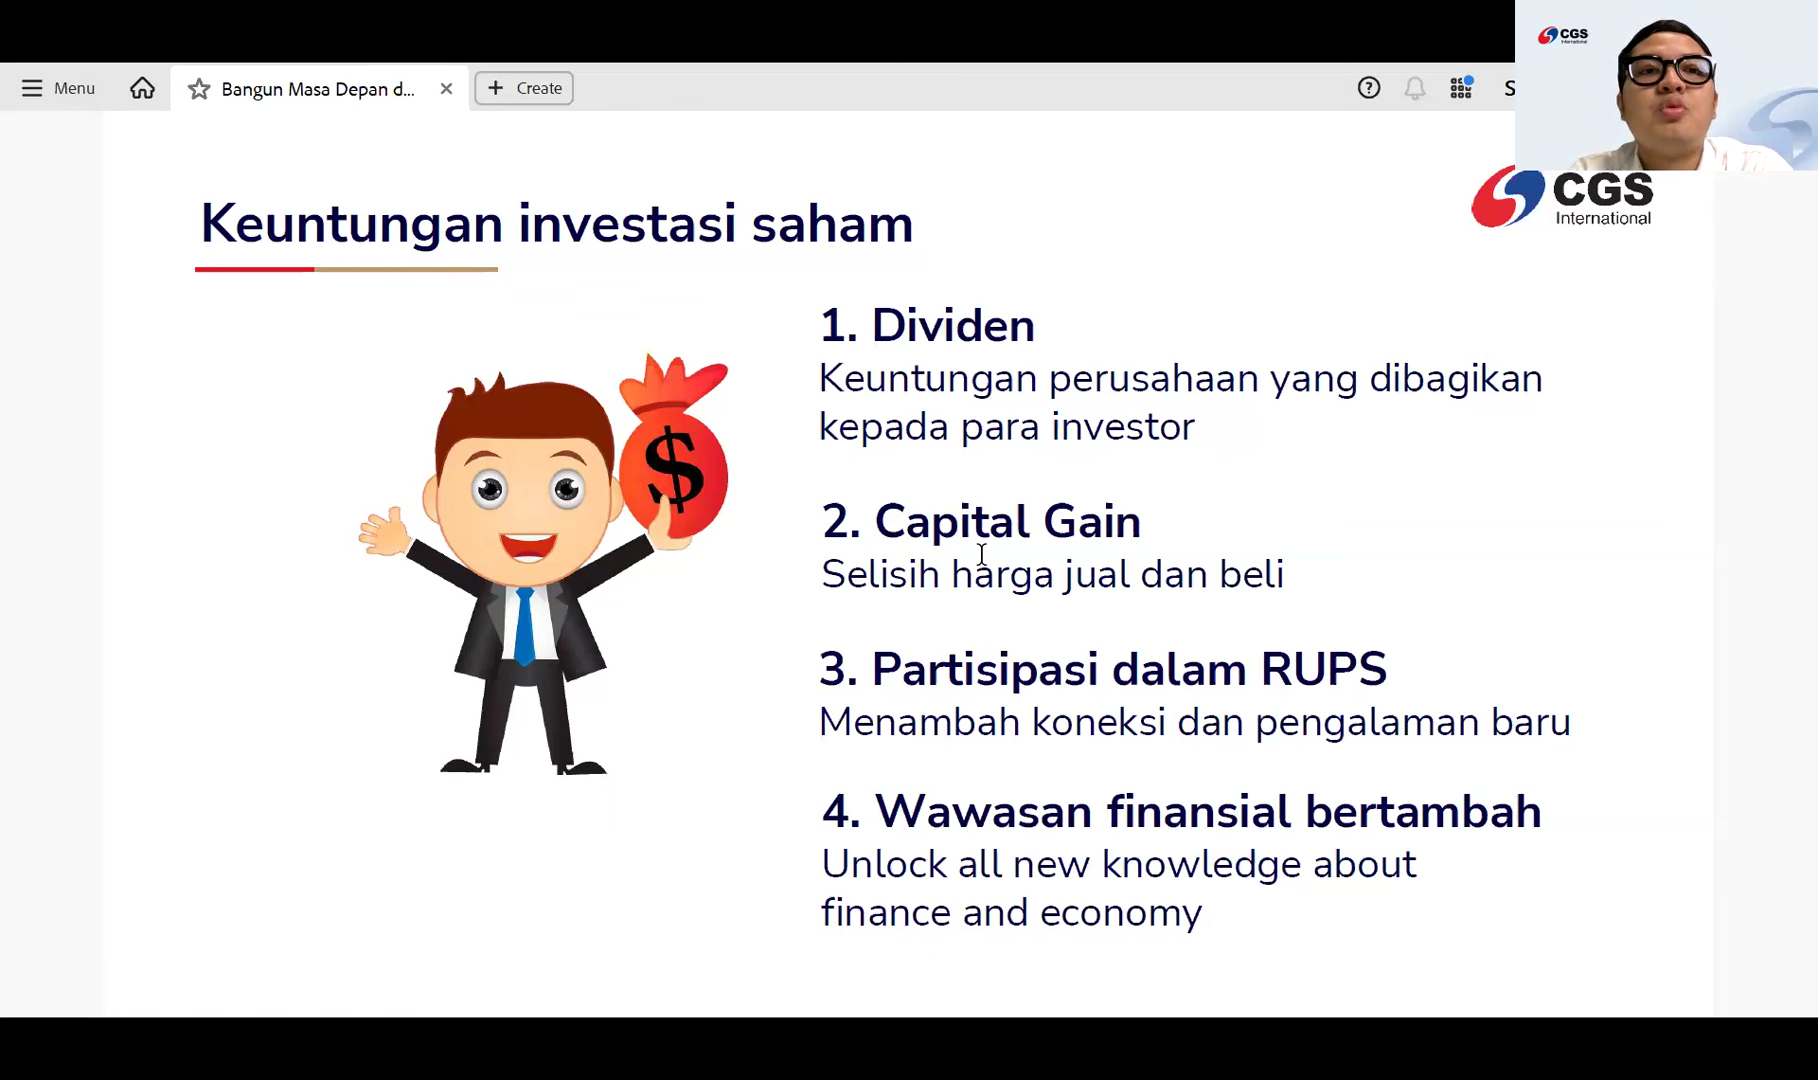 CGS
International
Menu
Bangun Masa Depan d...
Create
S
CGS
International
Keuntungan investasi saham
1. Dividen
Keuntungan perusahaan yang dibagikan
kepada para investor
$
2. Capital Gain
Selisih harga jual dan beli
3. Partisipasi dalam RUPS
Menambah koneksi dan pengalaman baru
4. Wawasan finansial bertambah
Unlock all new knowledge about
finance and economy